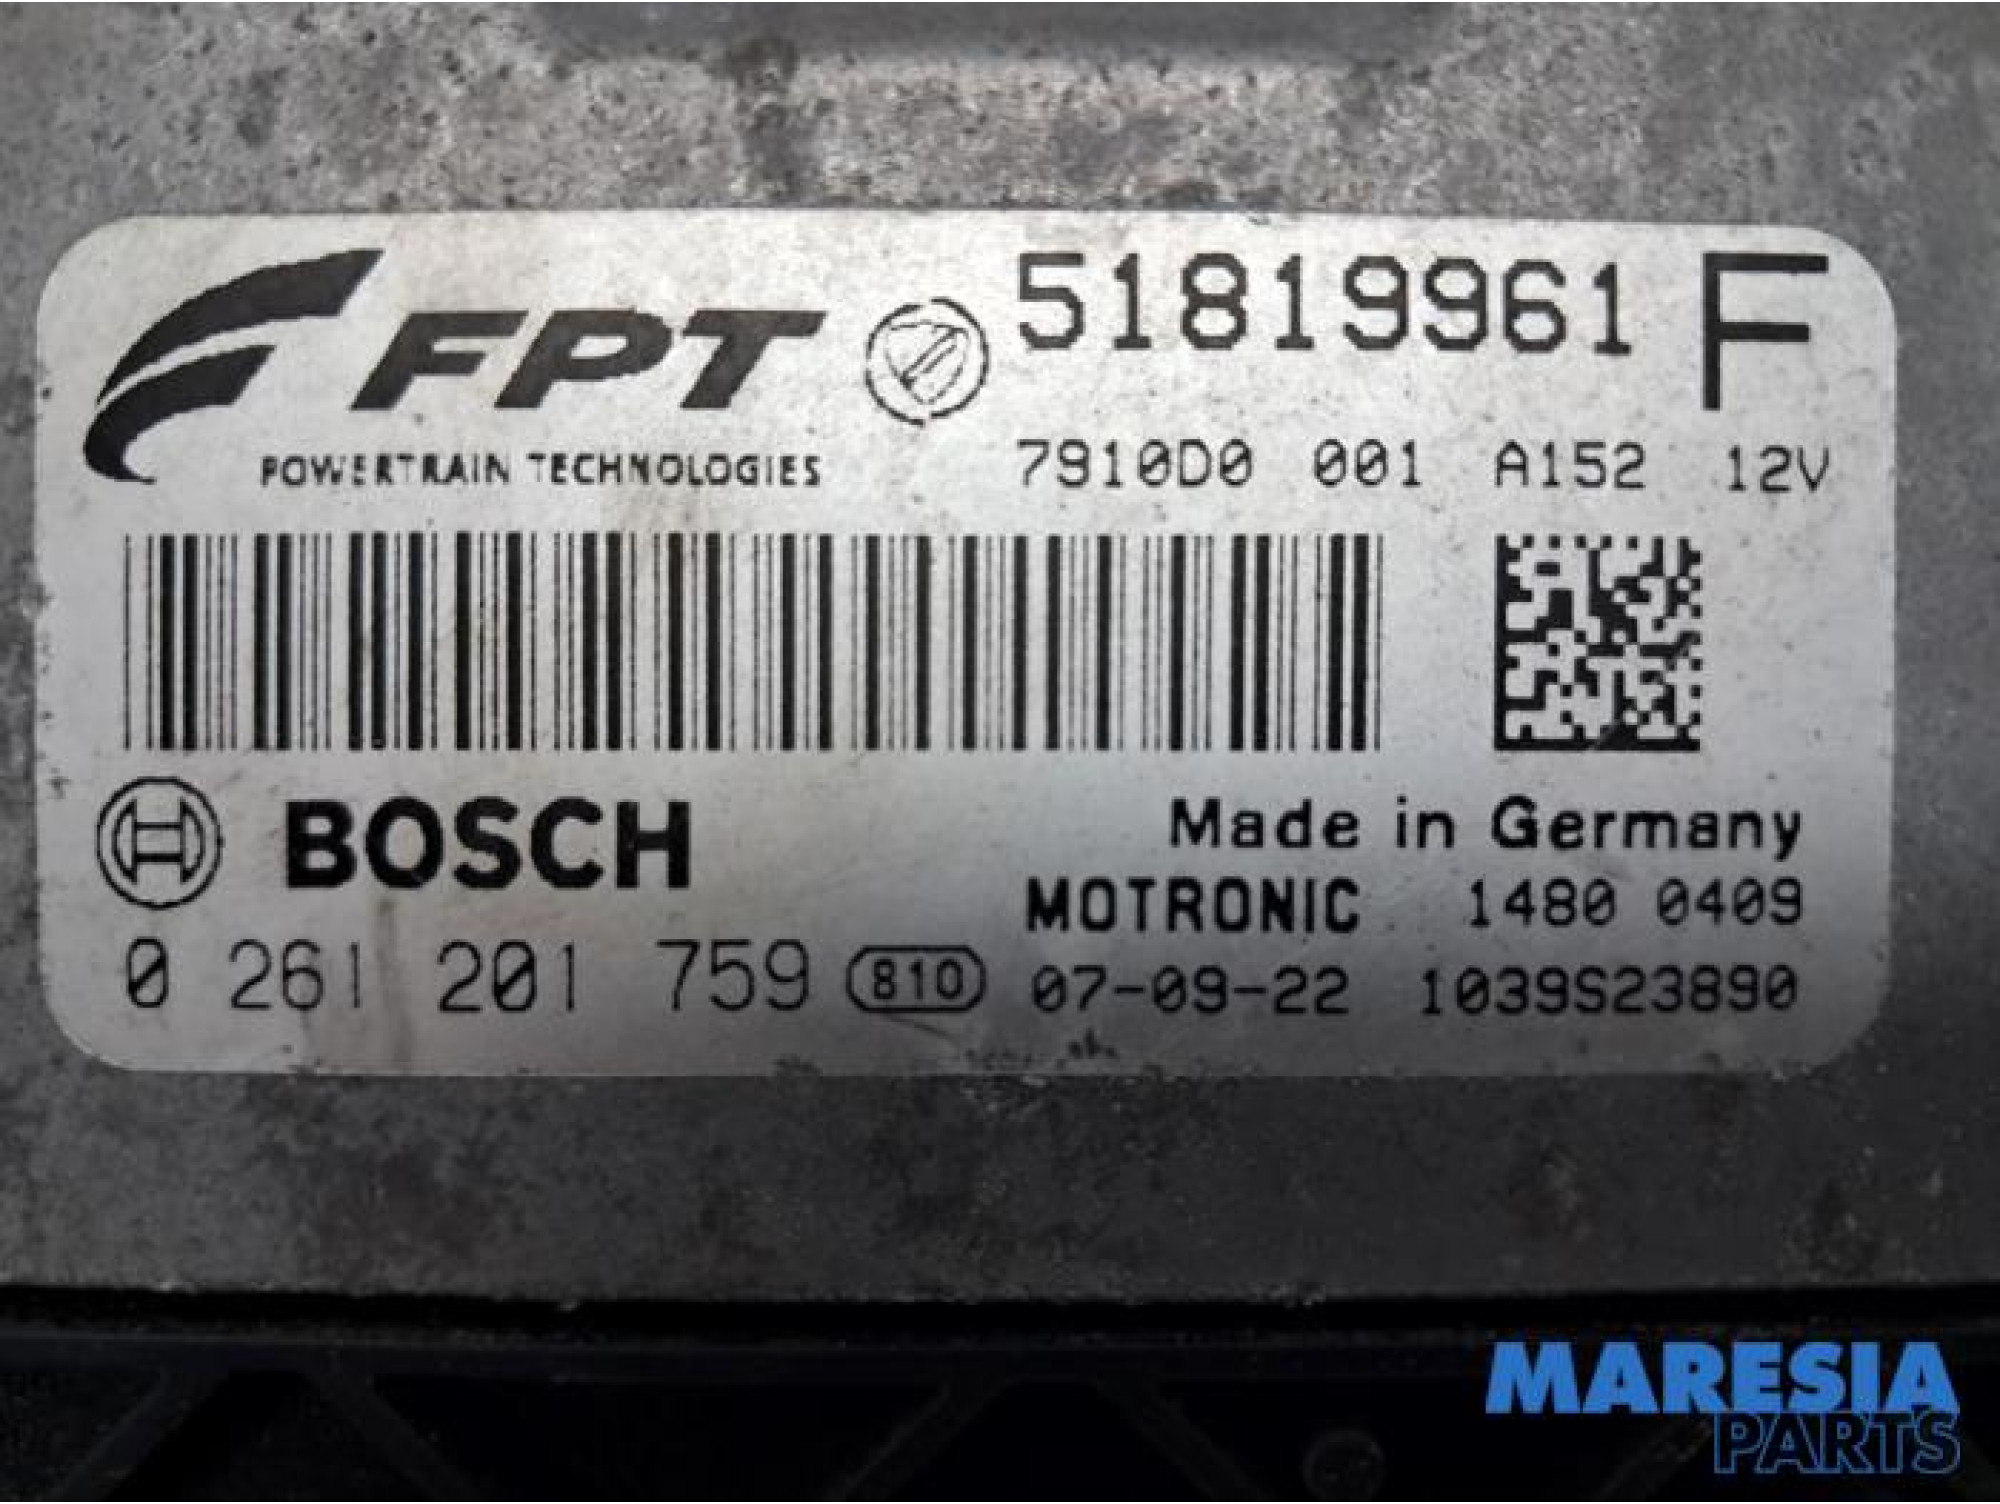 FPT 51819961 F
POWERTRAIN TECHNOLOGIES 7910D0 001 A152 12V
BOSCH Made in Germany
MOTRONIC 1480 0409
0 261 201 759 810 07-09-22 1039S23890
MARESIA
PARTS